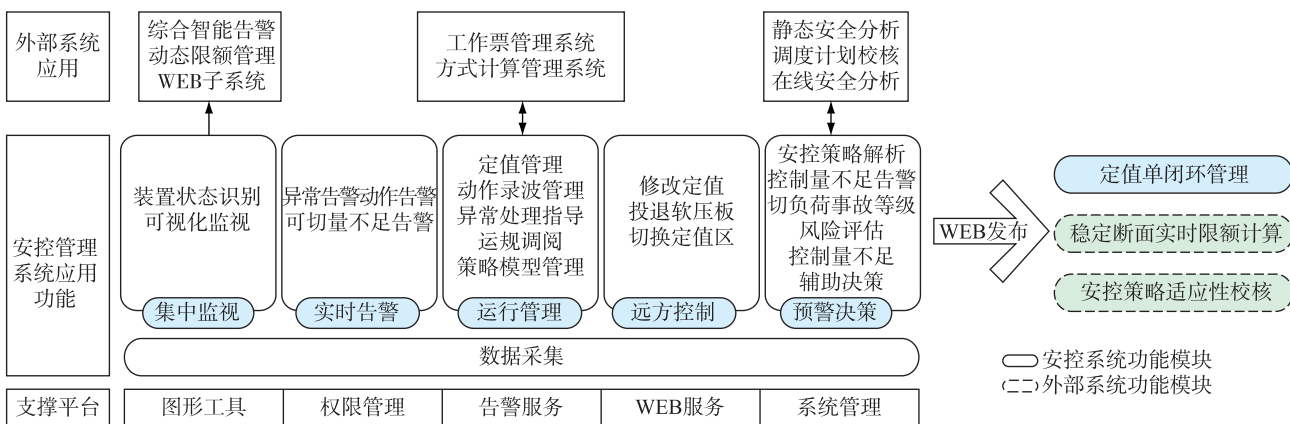 外部系统
应用
综合智能告警
动态限额管理
WEB子系统
工作票管理系统
方式计算管理系统
静态安全分析
调度计划校核
在线安全分析
安控管理
系统应用
功能
装置状态识别
可视化监视
集中监视
异常告警动作告警
可切量不足告警
实时告警
定值管理
动作录波管理
异常处理指导
运规调阅
策略模型管理
运行管理
修改定值
投退软压板
切换定值区
远方控制
安控策略解析
控制量不足告警
切负荷事故等级
风险评估
控制量不足
辅助决策
预警决策
数据采集
WEB发布
定值单闭环管理
稳定断面实时限额计算
安控策略适应性校核
安控系统功能模块
外部系统功能模块
支撑平台
图形工具
权限管理
告警服务
WEB服务
系统管理